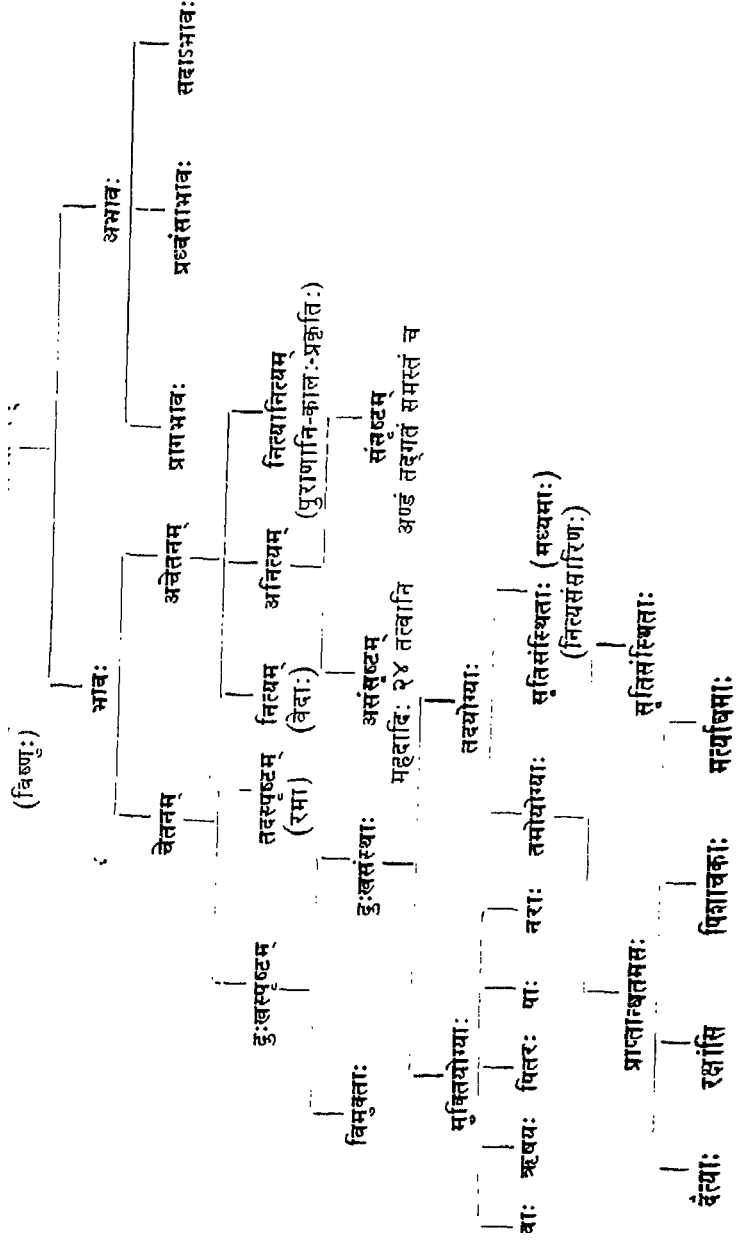 (विष्णुः)
भावः अभावः
चेतनम् अचेतनम् प्रागभावः प्रध्वंसाभावः सदाऽभावः
दुःखस्पृष्टम् तदस्पृष्टम् नित्यम् अनित्यम् नित्यानित्यम्
(रमा) (वेदाः) (पुराणानि-कालः-प्रकृतिः)
विमुक्ताः दुःखसंस्थाः असंसृष्टम् संसृष्टम्
महदादिः २४ तत्वानि अण्डं तद्गतं समस्तं च
मुक्तियोग्याः तदयोग्याः
वाः ऋषयः पितरः पाः नराः तमोयोग्याः सृतिसंस्थिताः (मध्यमाः)
(नित्यसंसारिणः)
प्राप्तान्धतमसः सृतिसंस्थिताः
दैत्याः रक्षांसि पिशाचकाः मर्त्याधमाः